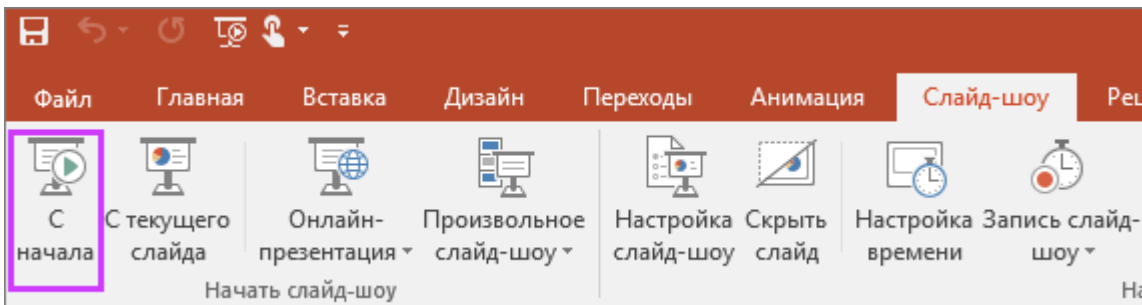 Файл Главная Вставка Дизайн Переходы Анимация Слайд-шоу
С начала
С текущего слайда
Онлайн-презентация
Произвольное слайд-шоу
Настройка слайд-шоу
Скрыть слайд
Настройка времени
Запись слайд-шоу
Начать слайд-шоу